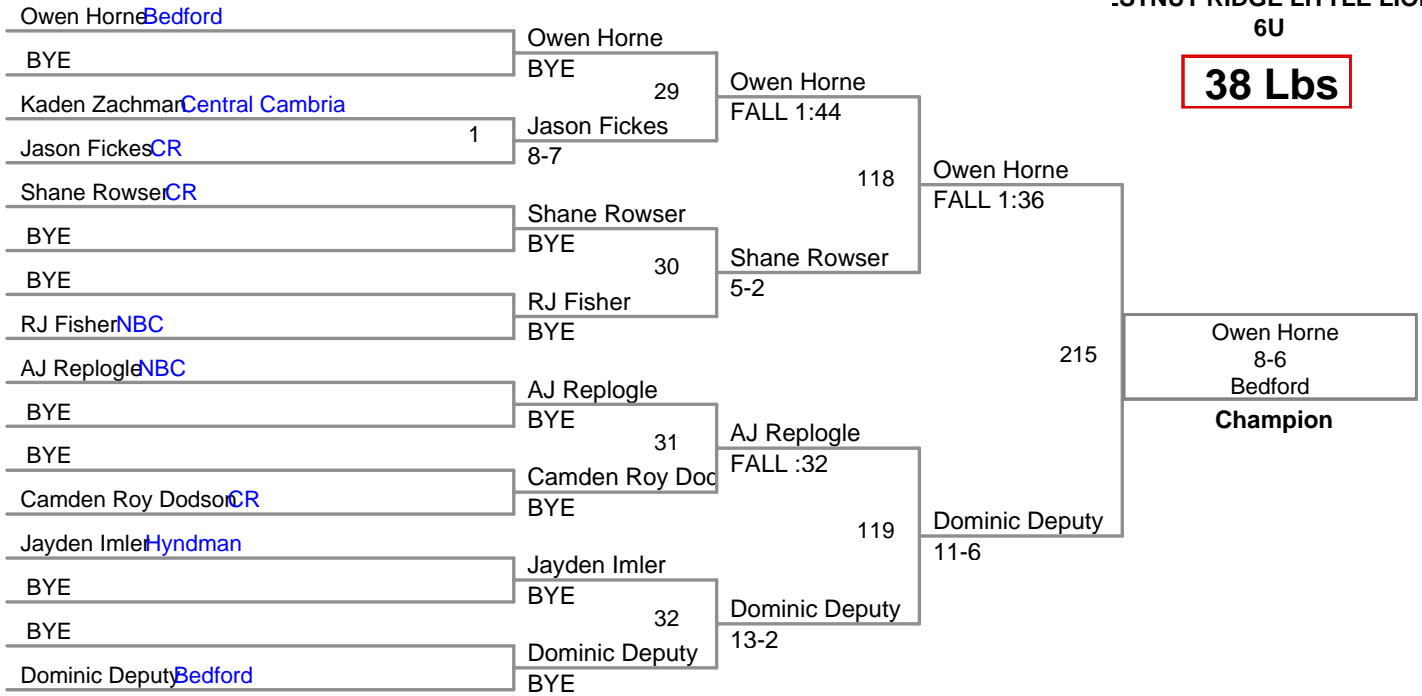 RIDGE LITTLE
6U
38 Lbs
Owen Horne Bedford
BYE
Kaden Zachman Central Cambria
Jason Fickes CR
Shane Rowser CR
BYE
BYE
RJ Fisher NBC
AJ Replogle NBC
BYE
BYE
Camden Roy Dodson CR
Jayden Imler Hyndman
BYE
BYE
Dominic Deputy Bedford
Owen Horne
BYE
1
Jason Fickes
8-7
Shane Rowser
BYE
RJ Fisher
BYE
AJ Replogle
BYE
Camden Roy
BYE
Jayden Imler
BYE
Dominic Deputy
BYE
29
Owen Horne
FALL 1:44
30
Shane Rowser
5-2
31
AJ Replogle
FALL :32
32
Dominic Deputy
13-2
118
Owen Horne
FALL 1:36
119
Dominic Deputy
11-6
215
Owen Horne
8-6
Bedford
Champion